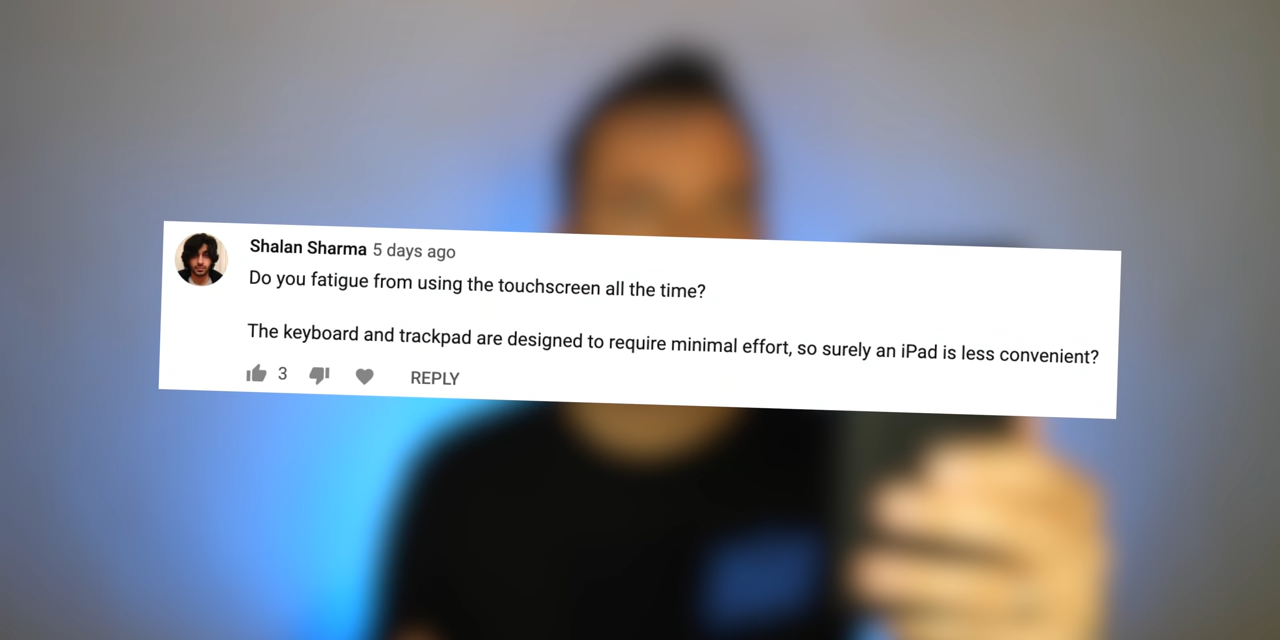 Shalan Sharma 5 days ago
Do you fatigue from using the touchscreen all the time?
The keyboard and trackpad are designed to require minimal effort, so surely an iPad is less convenient?
3 REPLY